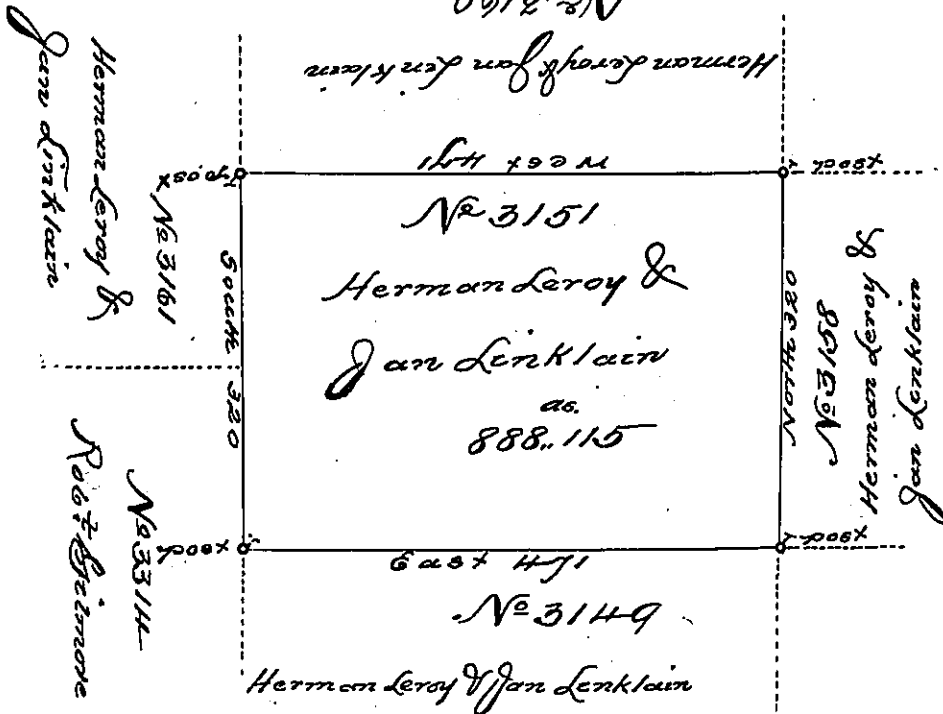 Nº 3160
Herman Leroy & Jan Linklain
West 471
post
post
Herman Leroy &
Jan Linklain
Nº 3161
South 320
Nº 3151
Herman Leroy &
Jan Linklain
as.
888..115
North 320
Nº 3158
Herman Leroy &
Jan Linklain
Nº 3314
Robt. Gilmore
post
post
East 471
Nº 3149
Herman Leroy & Jan Linklain